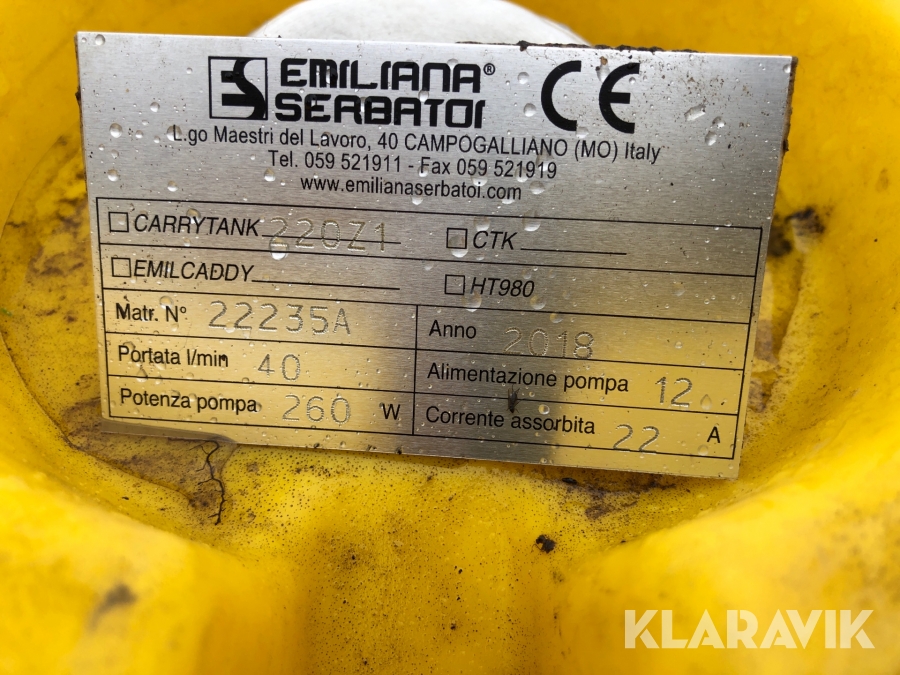 EMILIANA®
SERBATOI
CE
L.go Maestri del Lavoro, 40 CAMPOGALLIANO (MO) Italy
Tel. 059 521911 - Fax 059 521919
www.emilianaserbatoi.com
CARRYTANK 220Z1
CTK
EMILCADDY
HT980
Matr. N° 22235A
Anno 2018
Portata l/min 40
Alimentazione pompa 12
Potenza pompa 260 W
Corrente assorbita 22 A
KLARAVIK